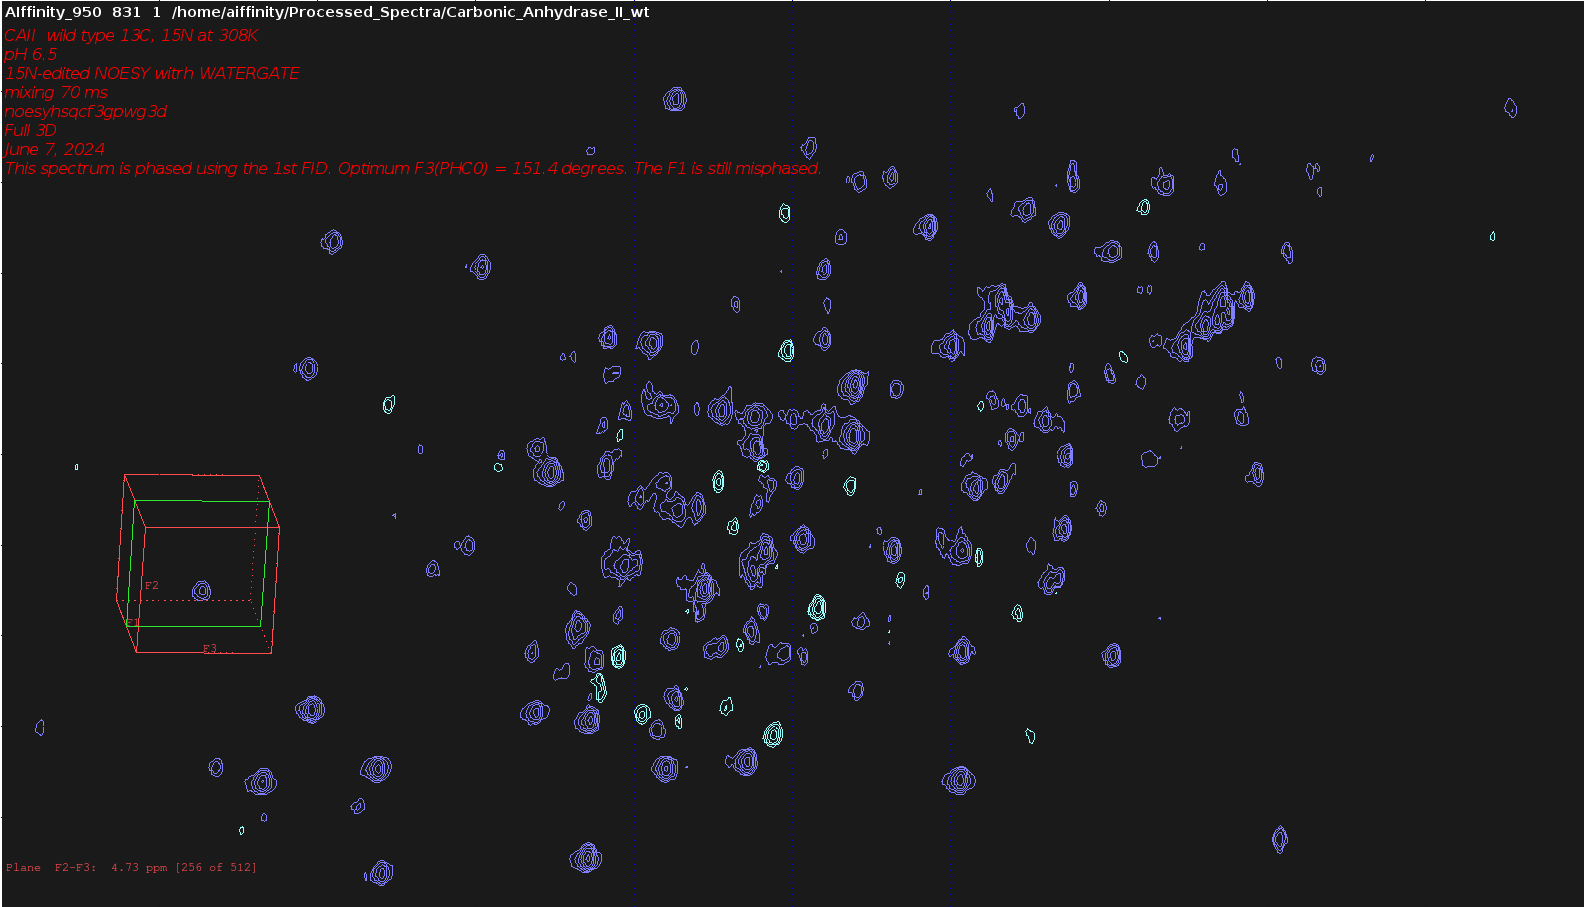 AIffinity_950 831 1 /home/aiffinity/Processed_Spectra/Carbonic_Anhydrase_II_wt
CAII wild type 13C, 15N at 308K
pH 6.5
15N-edited NOESY witrh WATERGATE
mixing 70 ms
noesyhsqcf3gpwg3d
Full 3D
June 7, 2024
This spectrum is phased using the 1st FID. Optimum F3(PHC0) = 151.4 degrees. The F1 is still misphased.
F2
F1
F3
Plane F2-F3: 4.73 ppm [256 of 512]